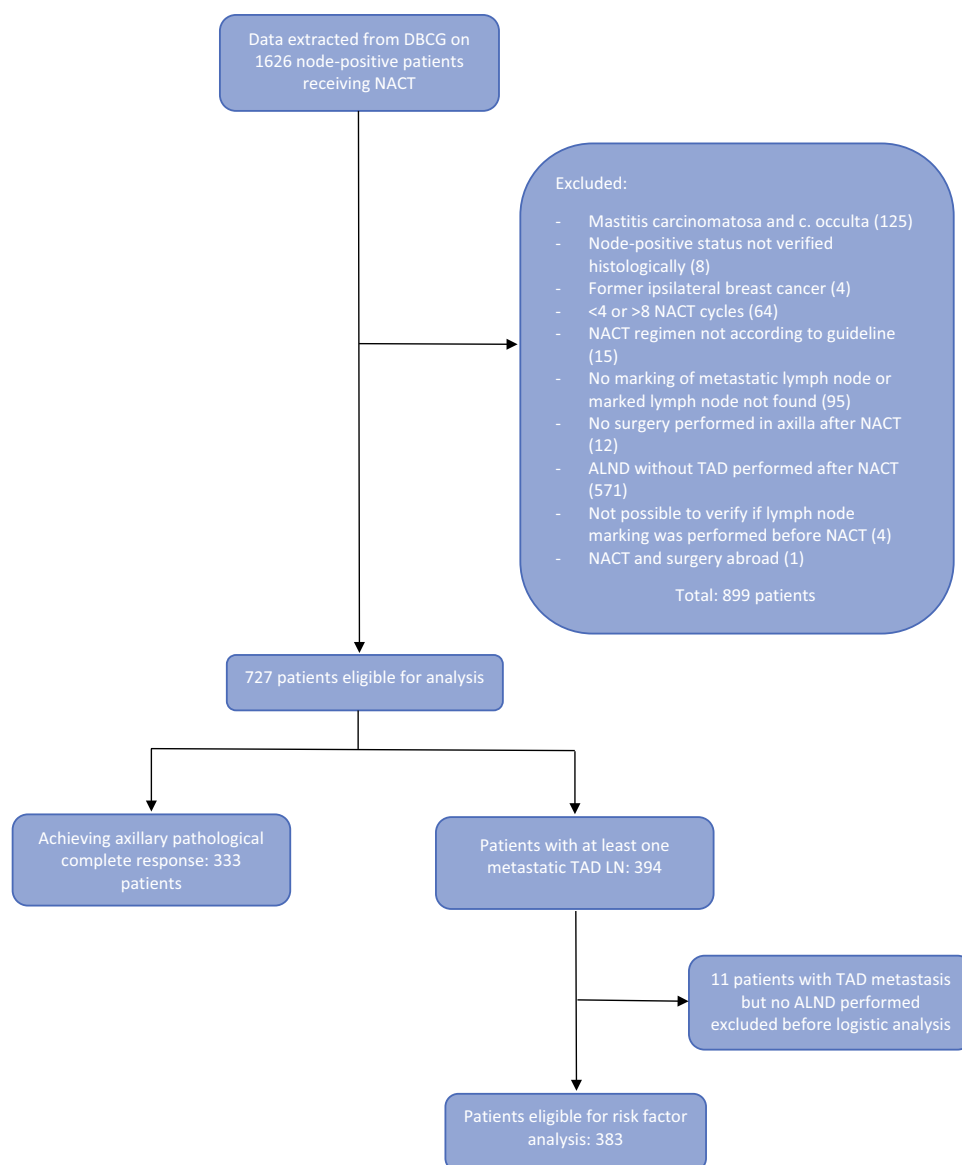 Data extracted from DBCG on
1626 node-positive patients
receiving NACT
Excluded:
- Mastitis carcinomatosa and c. occulta (125)
- Node-positive status not verified
histologically (8)
- Former ipsilateral breast cancer (4)
- <4 or >8 NACT cycles (64)
- NACT regimen not according to guideline
(15)
- No marking of metastatic lymph node or
marked lymph node not found (95)
- No surgery performed in axilla after NACT
(12)
- ALND without TAD performed after NACT
(571)
- Not possible to verify if lymph node
marking was performed before NACT (4)
- NACT and surgery abroad (1)
Total: 899 patients
727 patients eligible for analysis
Achieving axillary pathological
complete response: 333
patients
Patients with at least one
metastatic TAD LN: 394
11 patients with TAD metastasis
but no ALND performed
excluded before logistic analysis
Patients eligible for risk factor
analysis: 383